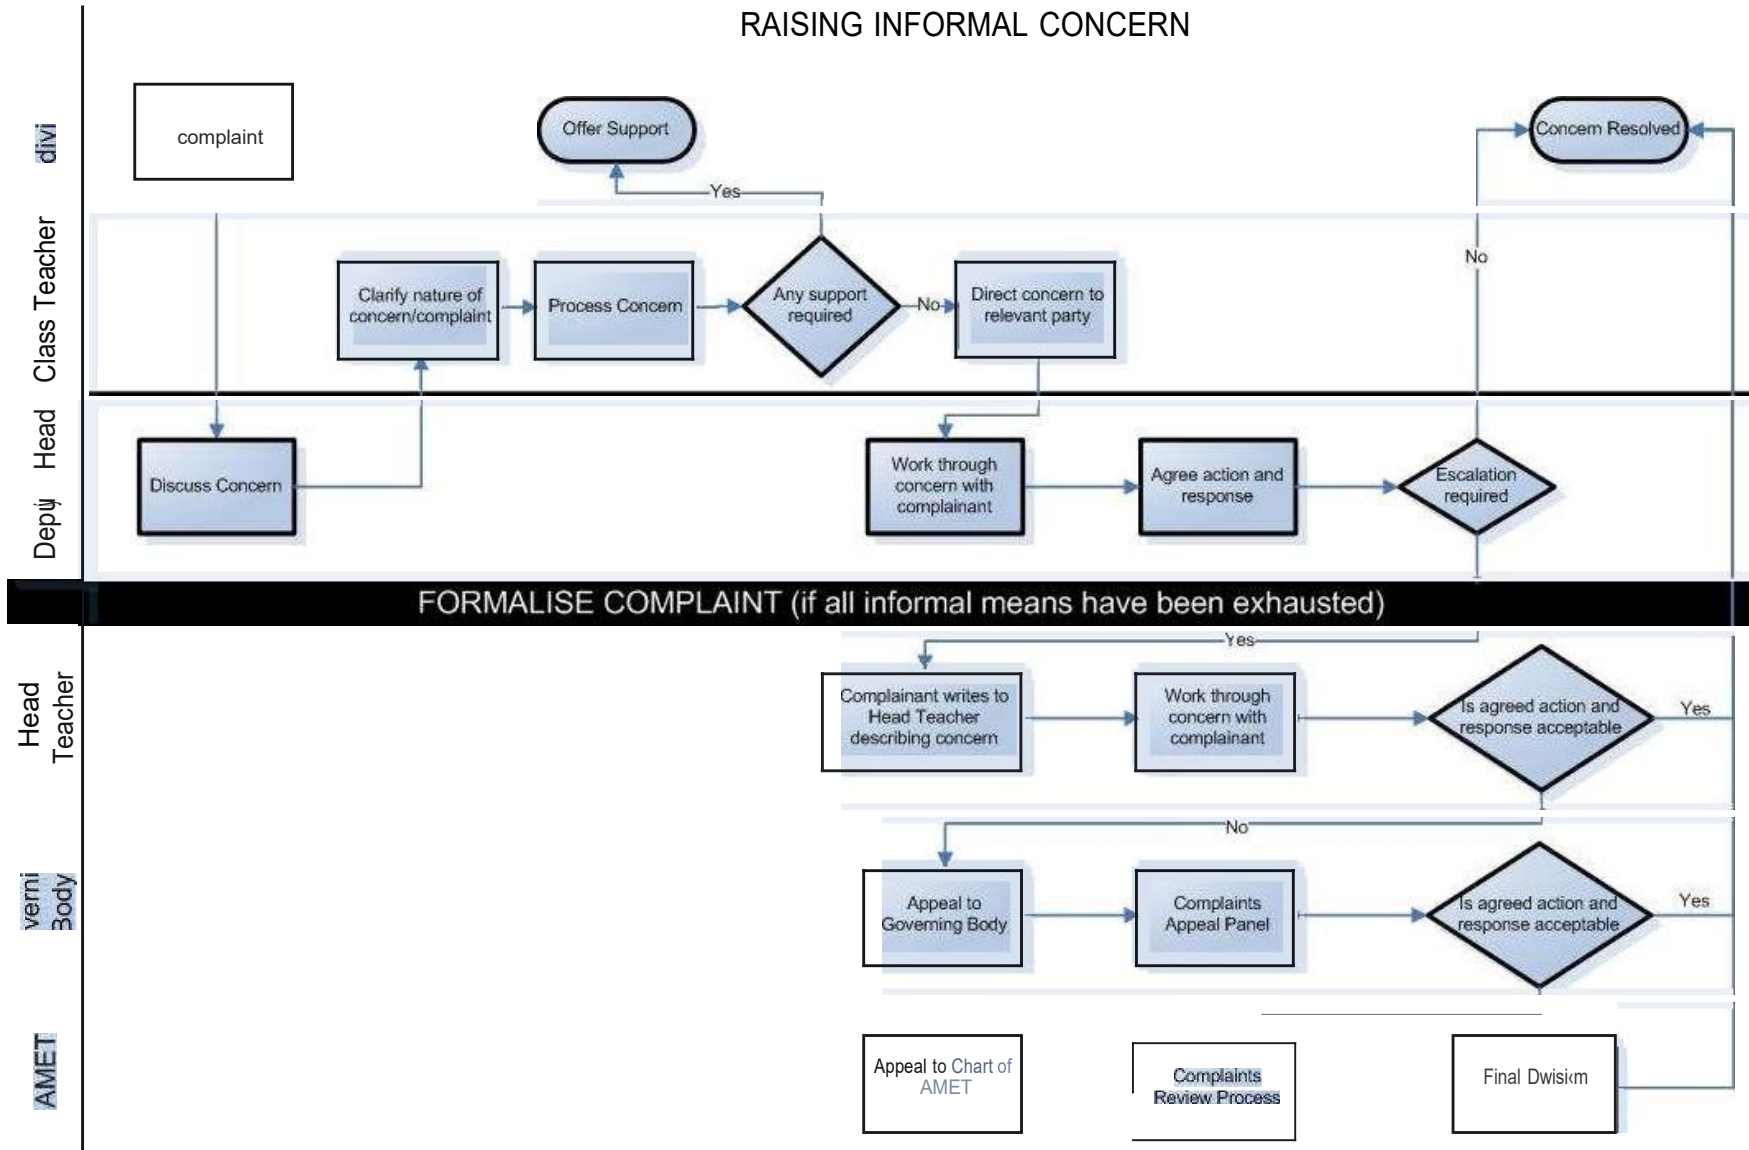 RAISING INFORMAL CONCERN
divi
complaint
Offer Support
Concern Resolved
Yes
Class Teacher
Clarify nature of
concern/complaint
Process Concern
Any support
required
No
Direct concern to
relevant party
No
Head
Discuss Concern
Work through
concern with
complainant
Agree action and
response
Escalation
required
FORMALISE COMPLAINT (if all informal means have been exhausted)
Yes
Head
Teacher
Complainant writes to
Head Teacher
describing concern
Work through
concern with
complainant
Is agreed action and
response acceptable
Yes
No
verni
Body
Appeal to
Governing Body
Complaints
Appeal Panel
Is agreed action and
response acceptable
Yes
AMET
Appeal to Chart of
AMET
Complaints
Review Process
Final Dwisi‹m